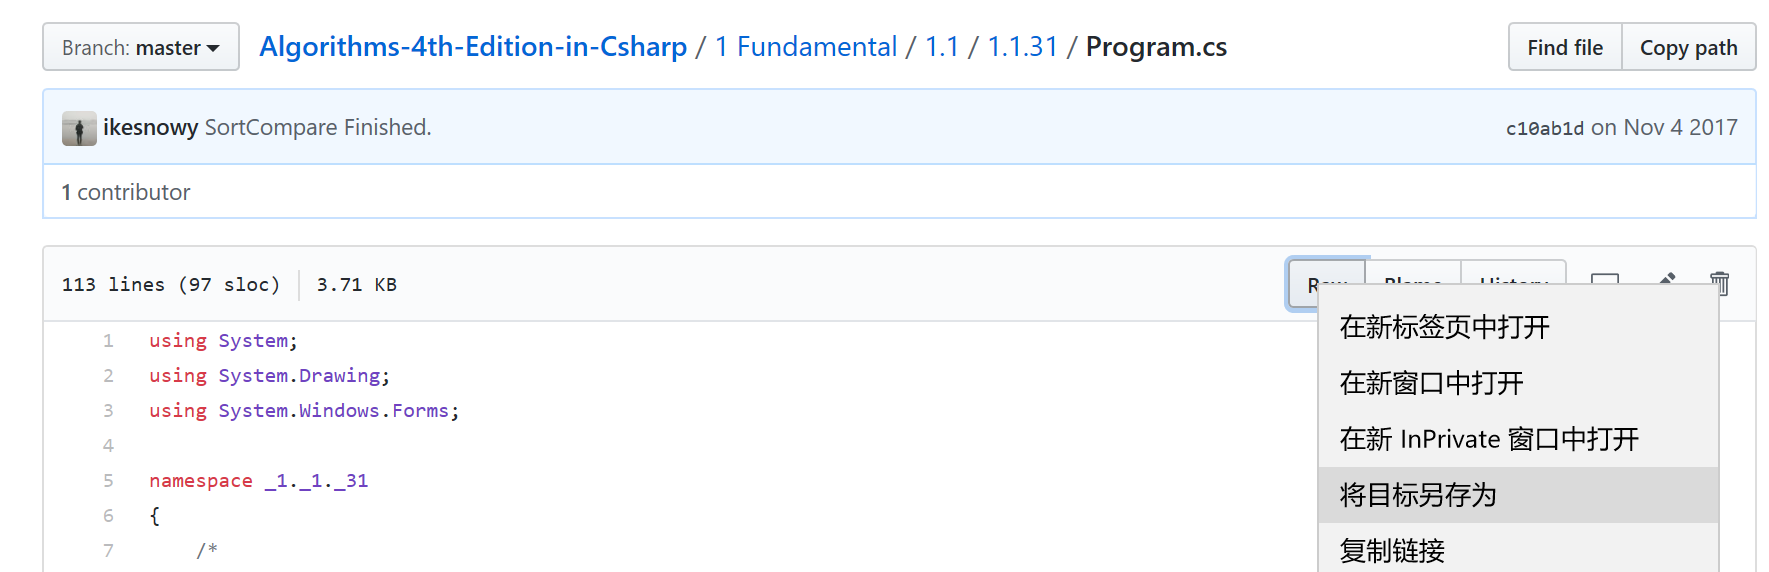 Branch: master Algorithms-4th-Edition-in-Csharp / 1 Fundamental / 1.1 / 1.1.31 / Program.cs Find file Copy path
ikesnowy SortCompare Finished. c10ab1d on Nov 4 2017
1 contributor
113 lines (97 sloc) 3.71 KB Raw Blame History
1 using System;
2 using System.Drawing;
3 using System.Windows.Forms;
4
5 namespace _1._1._31
6 {
7 /*
在新标签页中打开
在新窗口中打开
在新 InPrivate 窗口中打开
将目标另存为
复制链接